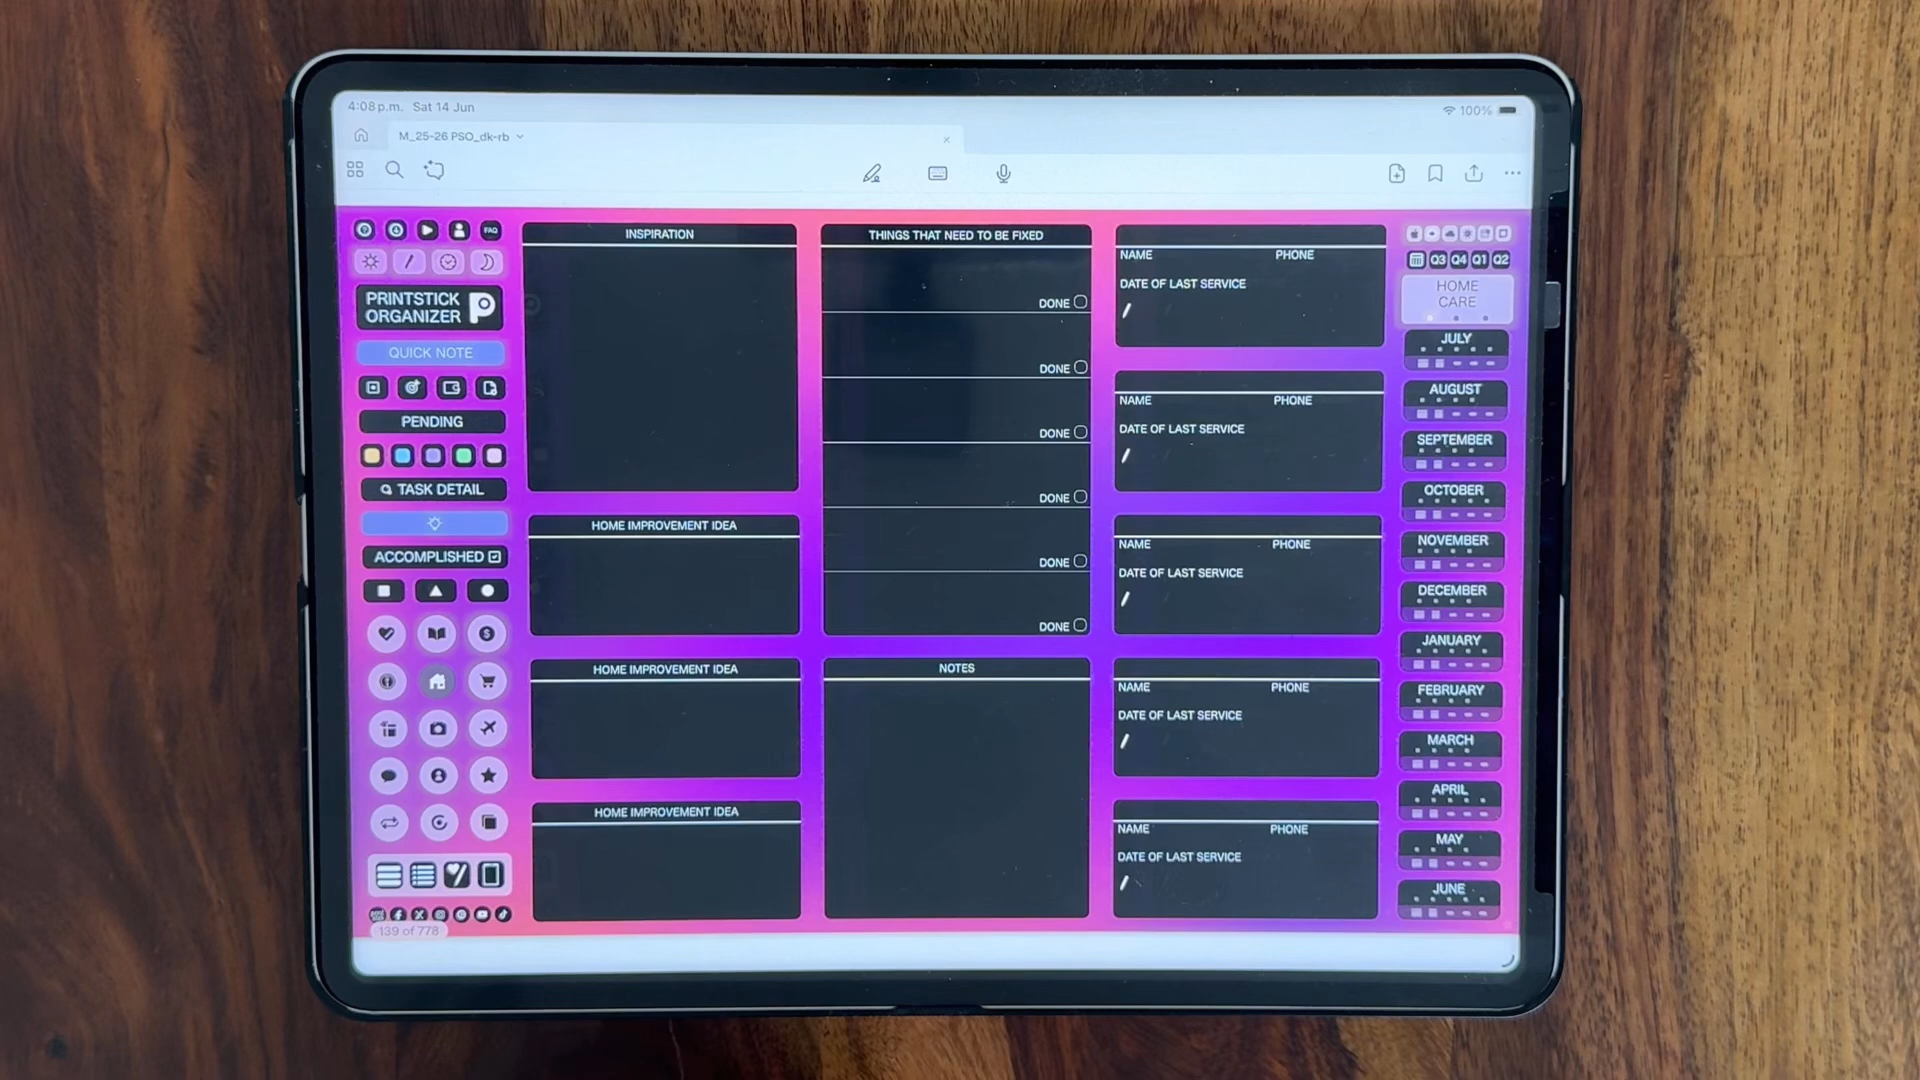 4:08 p.m. Sat 14 Jun
100%
M_25-26 PSO_dk-rb
FAQ
PRINTSTICK
ORGANIZER
QUICK NOTE
PENDING
TASK DETAIL
ACCOMPLISHED
139 of 778
INSPIRATION
HOME IMPROVEMENT IDEA
HOME IMPROVEMENT IDEA
HOME IMPROVEMENT IDEA
THINGS THAT NEED TO BE FIXED
DONE
DONE
DONE
DONE
DONE
DONE
NOTES
NAME PHONE
DATE OF LAST SERVICE
/
NAME PHONE
DATE OF LAST SERVICE
/
NAME PHONE
DATE OF LAST SERVICE
/
NAME PHONE
DATE OF LAST SERVICE
/
NAME PHONE
DATE OF LAST SERVICE
/
Q3 Q4 Q1 Q2
HOME
CARE
JULY
AUGUST
SEPTEMBER
OCTOBER
NOVEMBER
DECEMBER
JANUARY
FEBRUARY
MARCH
APRIL
MAY
JUNE